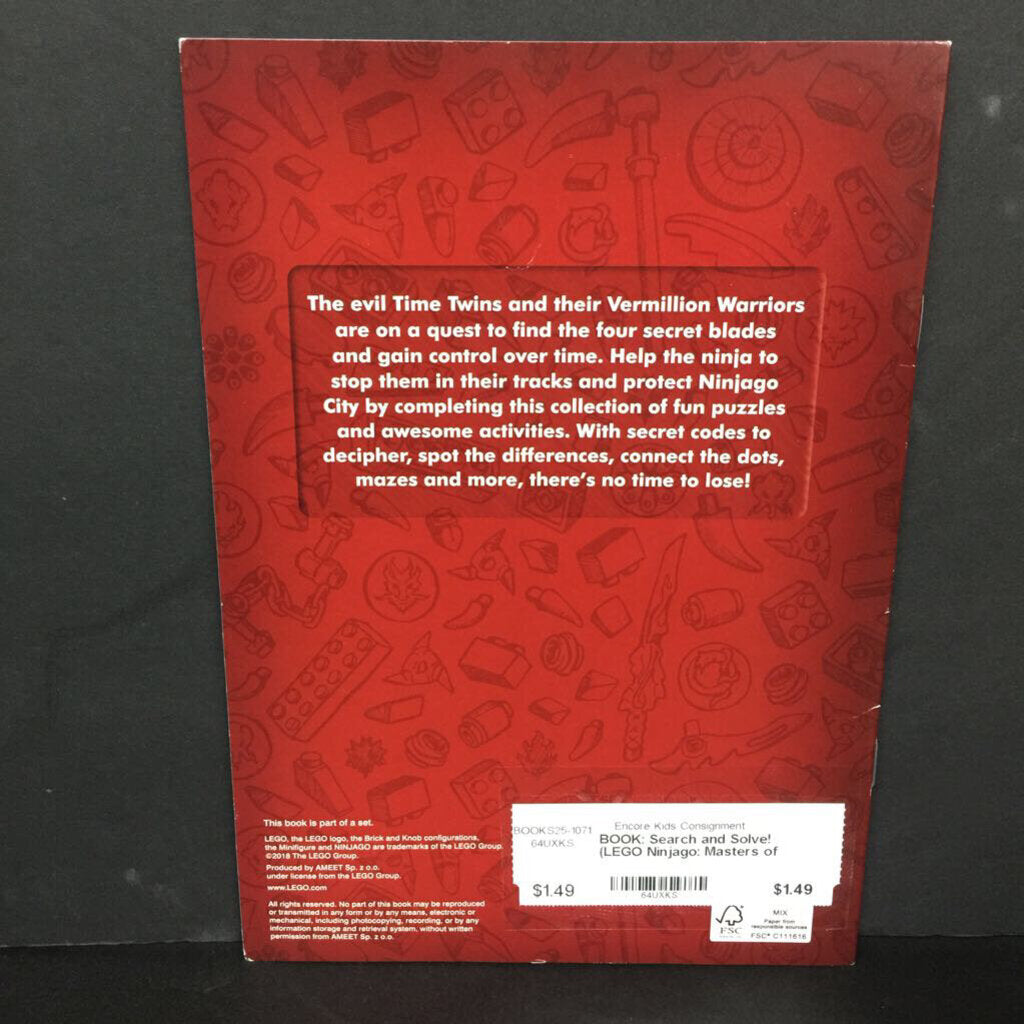 The evil Time Twins and their Vermillion Warriors
are on a quest to find the four secret blades
and gain control over time. Help the ninja to
stop them in their tracks and protect Ninjago
City by completing this collection of fun puzzles
and awesome activities. With secret codes to
decipher, spot the differences, connect the dots,
mazes and more, there's no time to lose!
This book is part of a set.
LEGO, the LEGO logo, the Brick and Knob configurations,
the Minifigure and NINJAGO are trademarks of the LEGO Group.
©2018 The LEGO Group.
Produced by AMEET Sp. z o.o.
under license from the LEGO Group.
www.LEGO.com
All rights reserved. No part of this book may be reproduced
or transmitted in any form or by any means, electronic or
mechanical, including photocopying, recording, or by any
information storage and retrieval system, without written
permission from AMEET Sp. z o.o.
BOOKS25-1071
64UXKS
Encore Kids Consignment
BOOK: Search and Solve!
(LEGO Ninjago: Masters of
$1.49
64UXKS
$1.49
FSC
MIX
Paper from
responsible sources
FSC® C111616